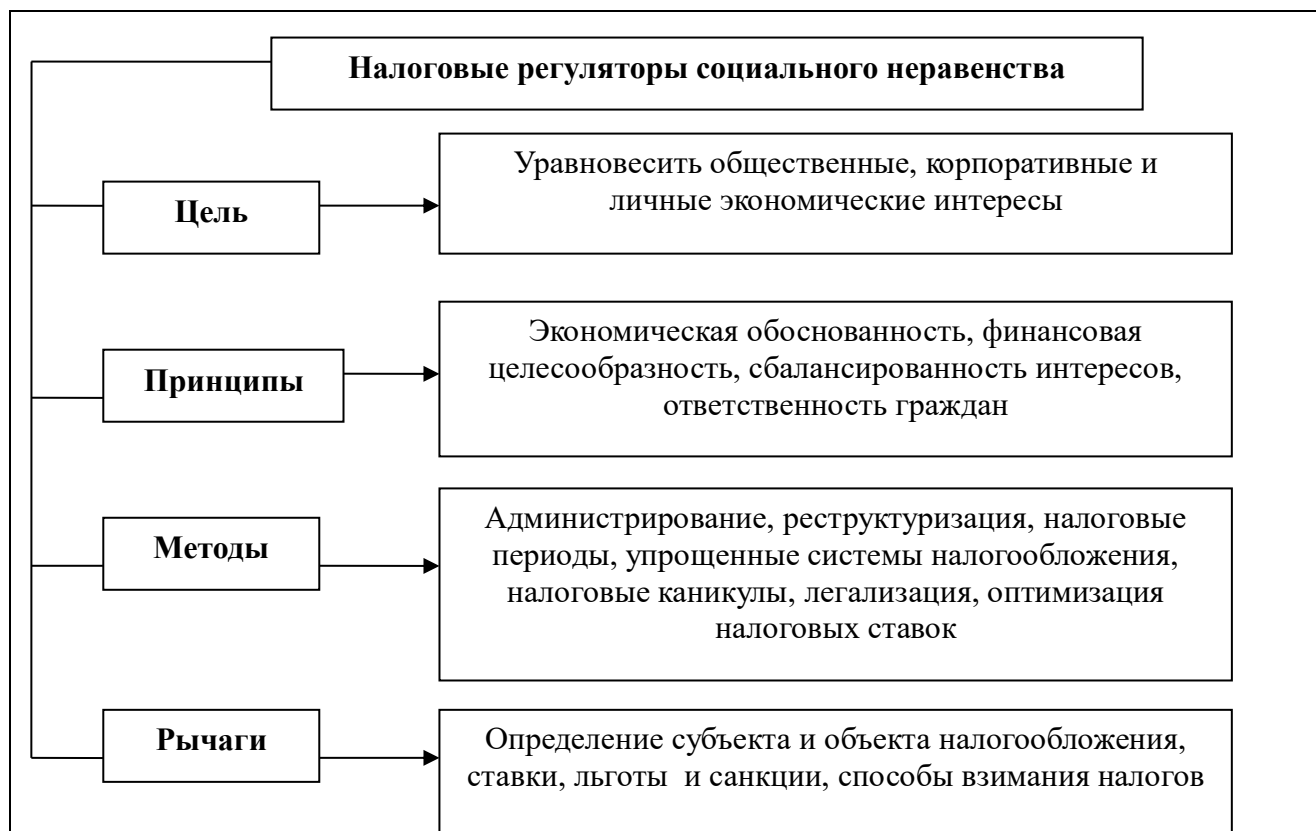 Налоговые регуляторы социального неравенства
Цель
Уравновесить общественные, корпоративные и
личные экономические интересы
Принципы
Экономическая обоснованность, финансовая
целесообразность, сбалансированность интересов,
ответственность граждан
Методы
Администрирование, реструктуризация, налоговые
периоды, упрощенные системы налогообложения,
налоговые каникулы, легализация, оптимизация
налоговых ставок
Рычаги
Определение субъекта и объекта налогообложения,
ставки, льготы и санкции, способы взимания налогов